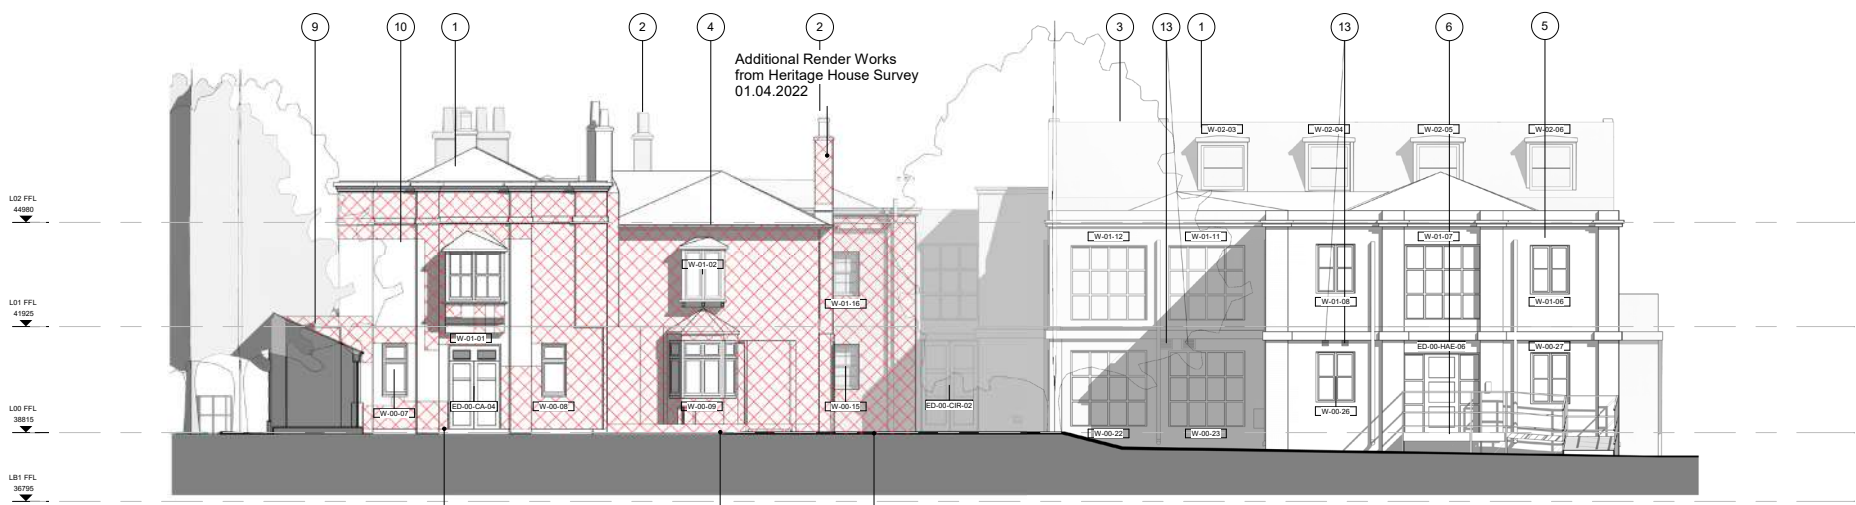 9
10
1
2
4
2
3
13
1
13
6
5
Additional Render Works
from Heritage House Survey
01.04.2022
W-02-03
W-02-04
W-02-05
W-02-06
L02 FFL
44980
W-01-12
W-01-11
W-01-07
W-01-02
W-01-16
W-01-08
W-01-06
L01 FFL
41925
W-01-01
ED-00-HAE-06
W-00-27
W-00-07
ED-00-CA-04
W-00-08
W-00-09
W-00-15
ED-00-CIR-02
W-00-26
L00 FFL
38815
W-00-22
W-00-23
LB1 FFL
36795